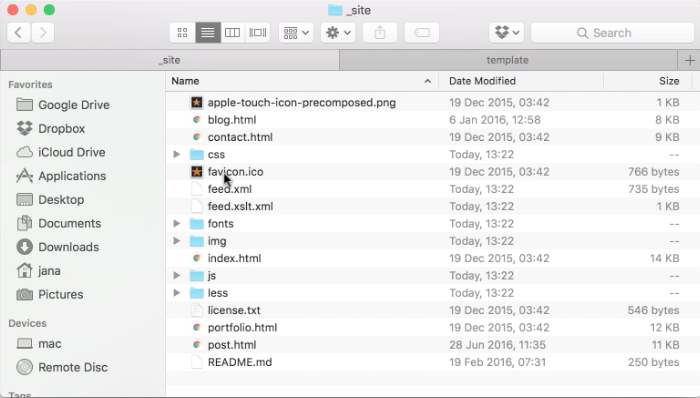 _site
Search
_site template +
Favorites
Google Drive
Dropbox
iCloud Drive
Applications
Desktop
Documents
Downloads
jana
Pictures
Devices
mac
Remote Disc
Tags
Name Date Modified Size
apple-touch-icon-precomposed.png 19 Dec 2015, 03:42 1 KB
blog.html 6 Jan 2016, 12:58 8 KB
contact.html 19 Dec 2015, 03:42 9 KB
css Today, 13:22 --
favicon.ico 19 Dec 2015, 03:42 766 bytes
feed.xml Today, 13:22 735 bytes
feed.xslt.xml Today, 13:22 1 KB
fonts Today, 13:22 --
img Today, 13:22 --
index.html 19 Dec 2015, 03:42 14 KB
js Today, 13:22 --
less Today, 13:22 --
license.txt 19 Dec 2015, 03:42 546 bytes
portfolio.html 19 Dec 2015, 03:42 12 KB
post.html 28 Jun 2016, 11:35 11 KB
README.md 19 Feb 2016, 07:31 250 bytes